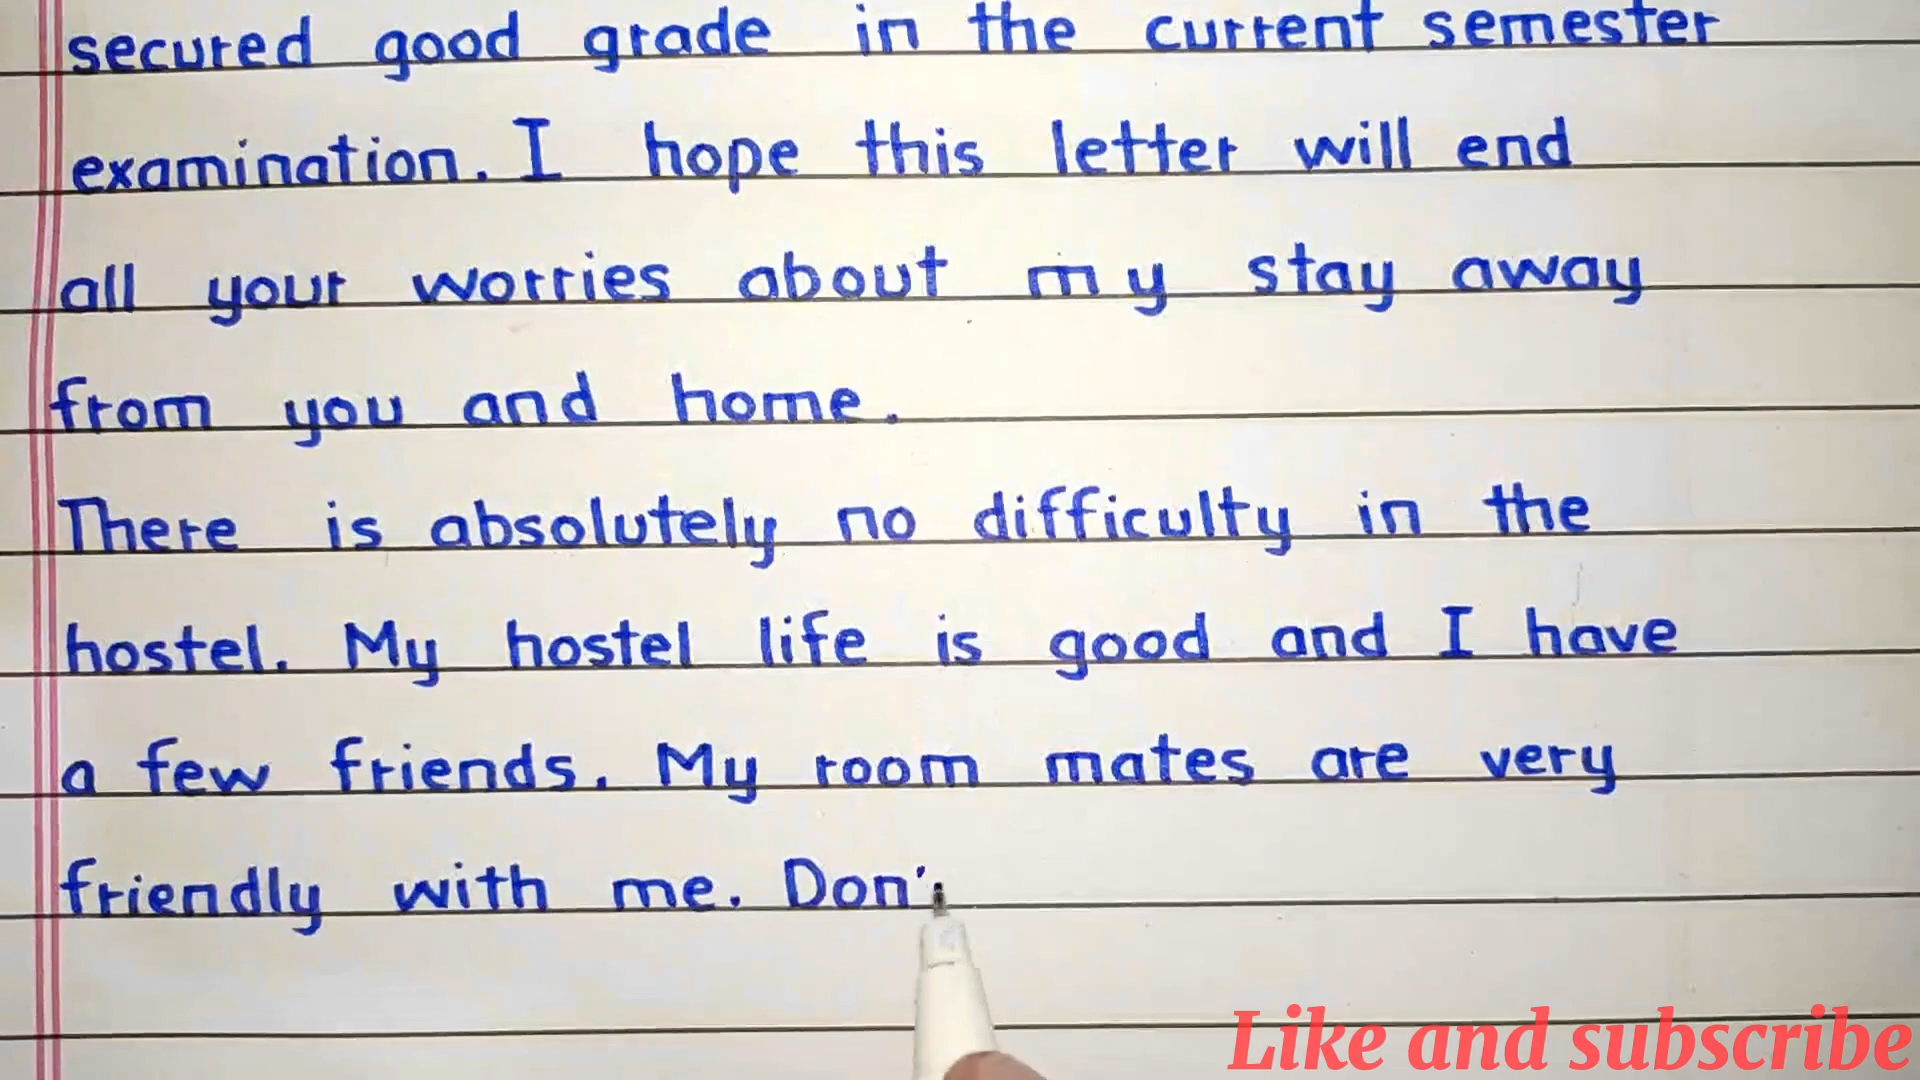 secured good grade in the current semester
examination. I hope this letter will end
all your worries about my stay away
from you and home.
There is absolutely no difficulty in the
hostel. My hostel life is good and I have
a few friends. My room mates are very
friendly with me. Don'
Like and subscribe